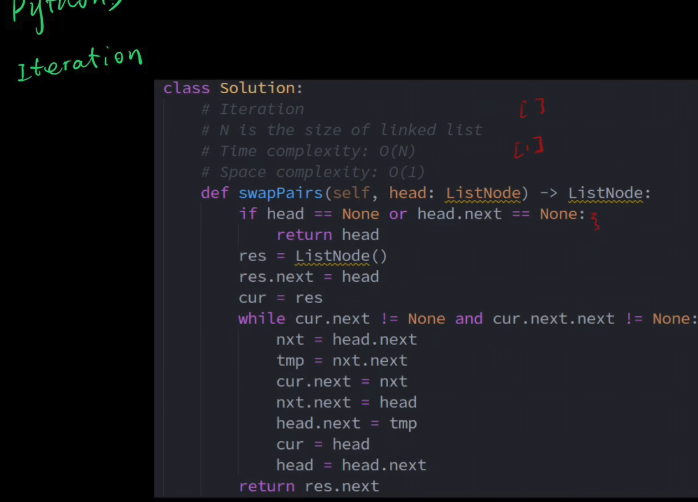 Python3
Iteration
class Solution:
# Iteration
[ ]
# N is the size of linked list
# Time complexity: O(N)
[1]
# Space complexity: O(1)
def swapPairs(self, head: ListNode) -> ListNode:
if head == None or head.next == None:
return head
res = ListNode()
res.next = head
cur = res
while cur.next != None and cur.next.next != None:
nxt = head.next
tmp = nxt.next
cur.next = nxt
nxt.next = head
head.next = tmp
cur = head
head = head.next
return res.next